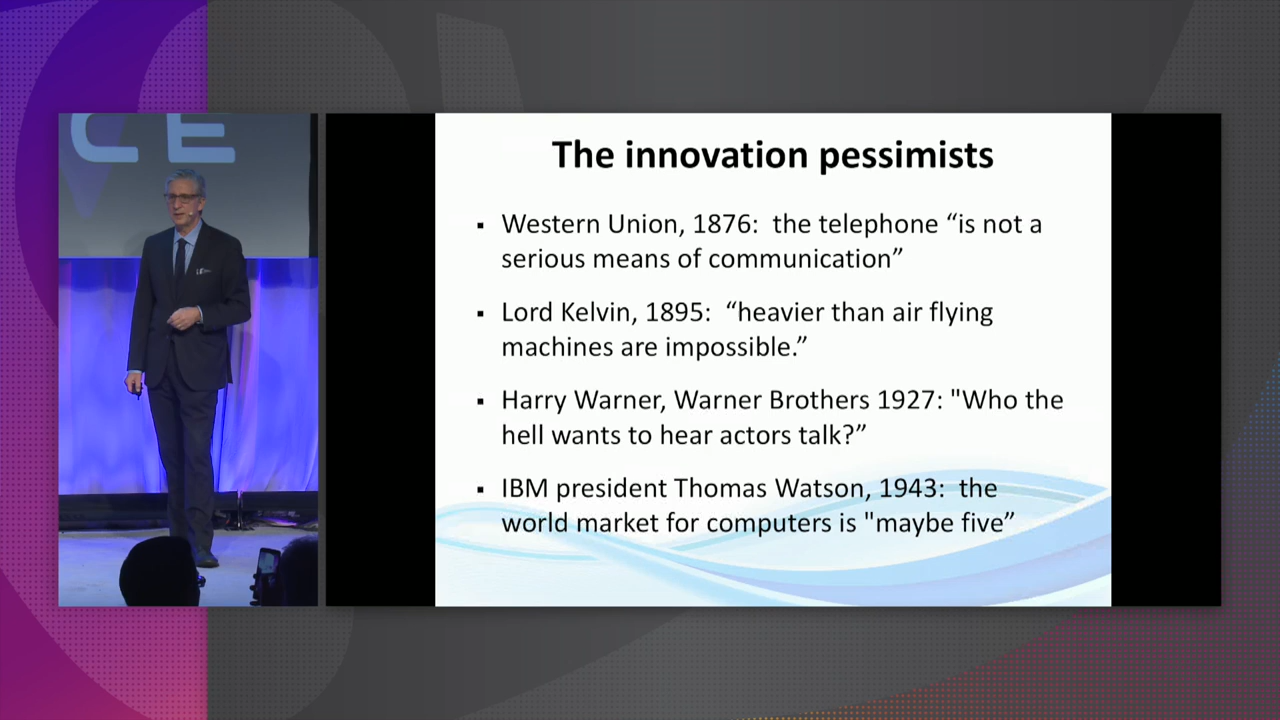 CE
The innovation pessimists
▪ Western Union, 1876: the telephone “is not a
serious means of communication”
▪ Lord Kelvin, 1895: “heavier than air flying
machines are impossible.”
▪ Harry Warner, Warner Brothers 1927: "Who the
hell wants to hear actors talk?”
▪ IBM president Thomas Watson, 1943: the
world market for computers is "maybe five”